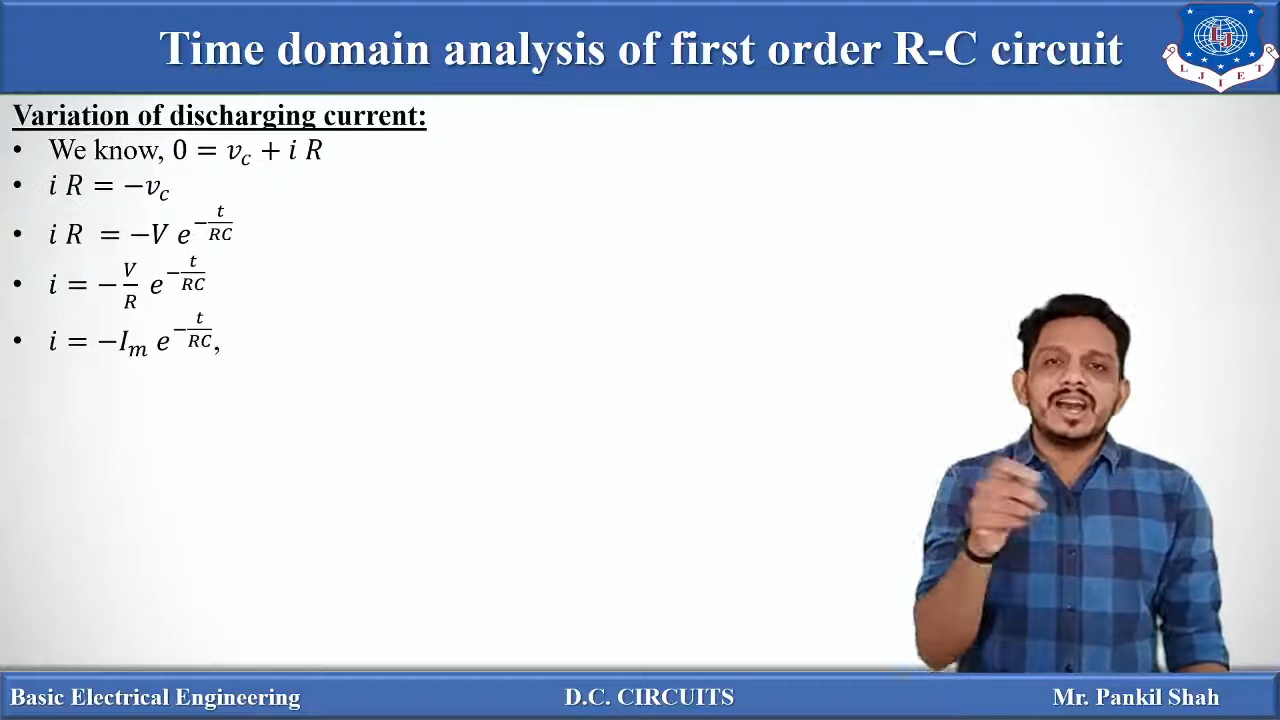 Time domain analysis of first order R-C circuit
LJ
L J I E T
Variation of discharging current:
• We know, 0 = v_c + i R
• i R = −v_c
• i R = −V e^{−t/RC}
• i = −V/R e^{−t/RC}
• i = −I_m e^{−t/RC},
Basic Electrical Engineering
D.C. CIRCUITS
Mr. Pankil Shah